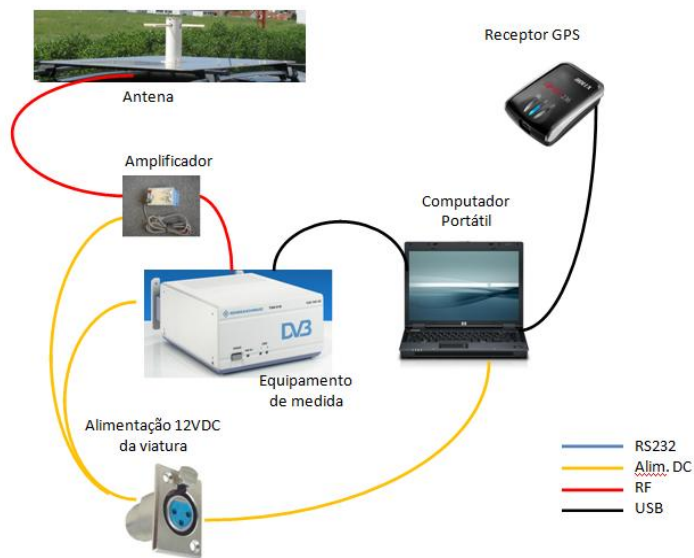 Receptor GPS
Antena
Amplificador
Computador
Portátil
DVB
Equipamento
de medida
Alimentação 12VDC
da viatura
RS232
Alim. DC
RF
USB